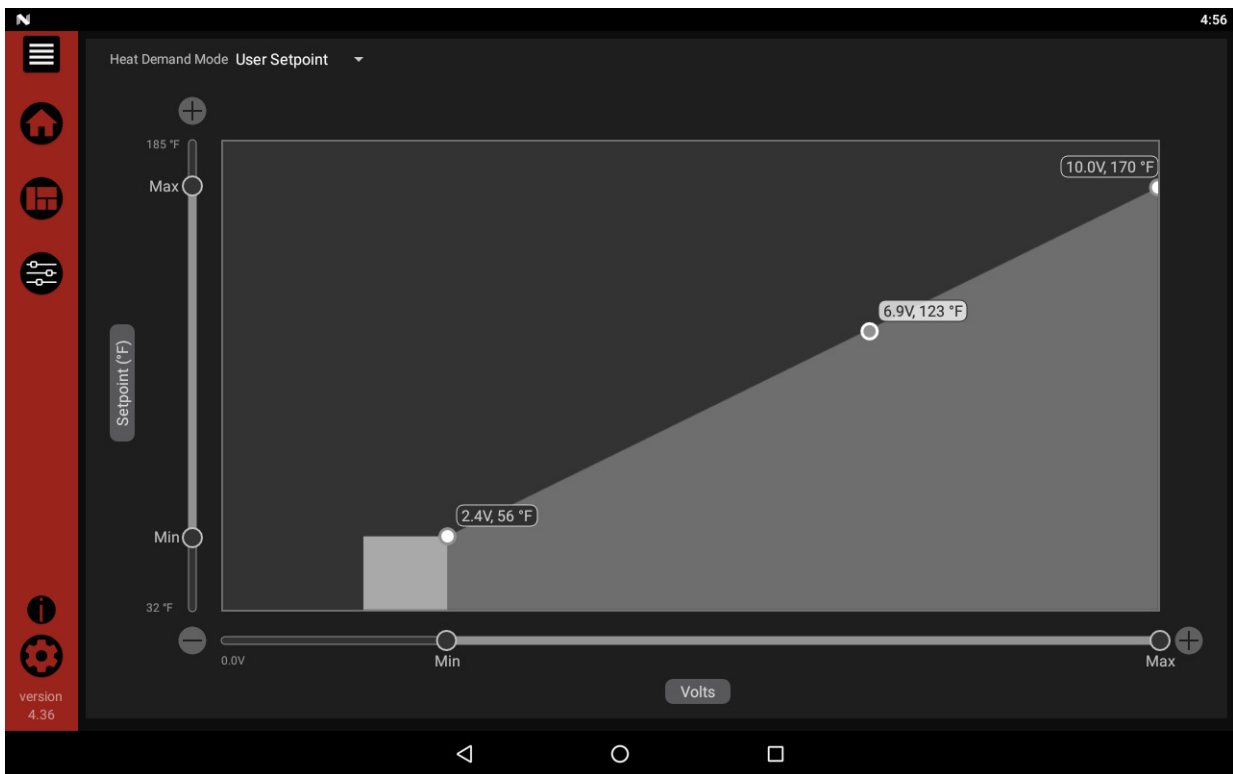 4:56
Heat Demand Mode User Setpoint
185 °F
Max
10.0V, 170 °F
6.9V, 123 °F
Setpoint (°F)
2.4V, 56 °F
Min
32 °F
0.0V
Min
Max
Volts
version
4.36